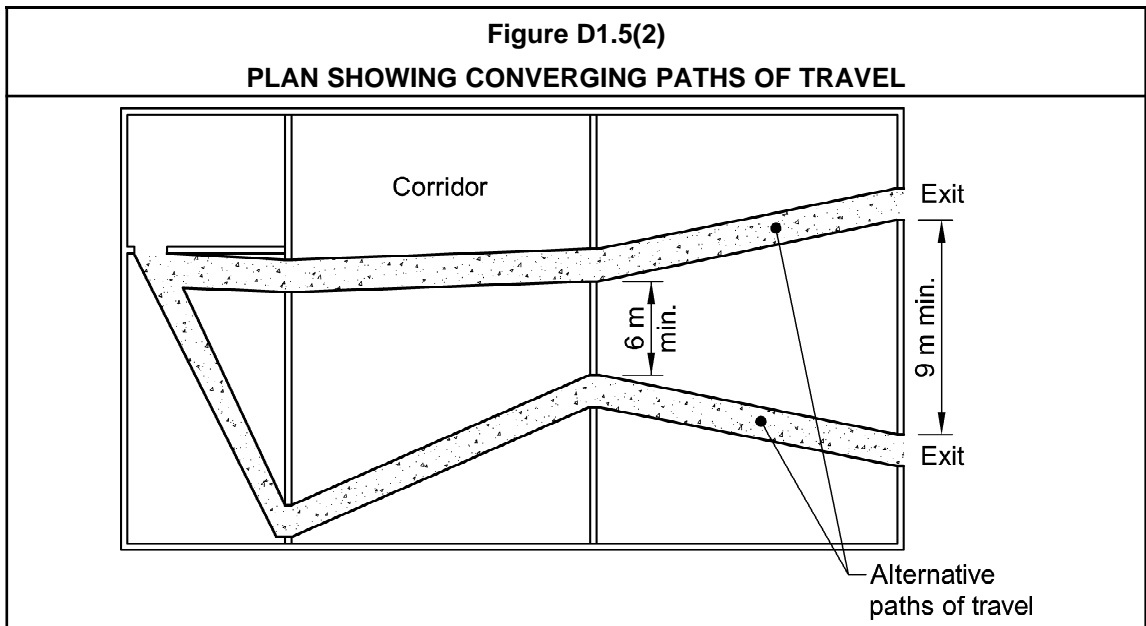 Figure D1.5(2)
PLAN SHOWING CONVERGING PATHS OF TRAVEL
Corridor
Exit
6 m
min.
9 m min.
Exit
Alternative
paths of travel